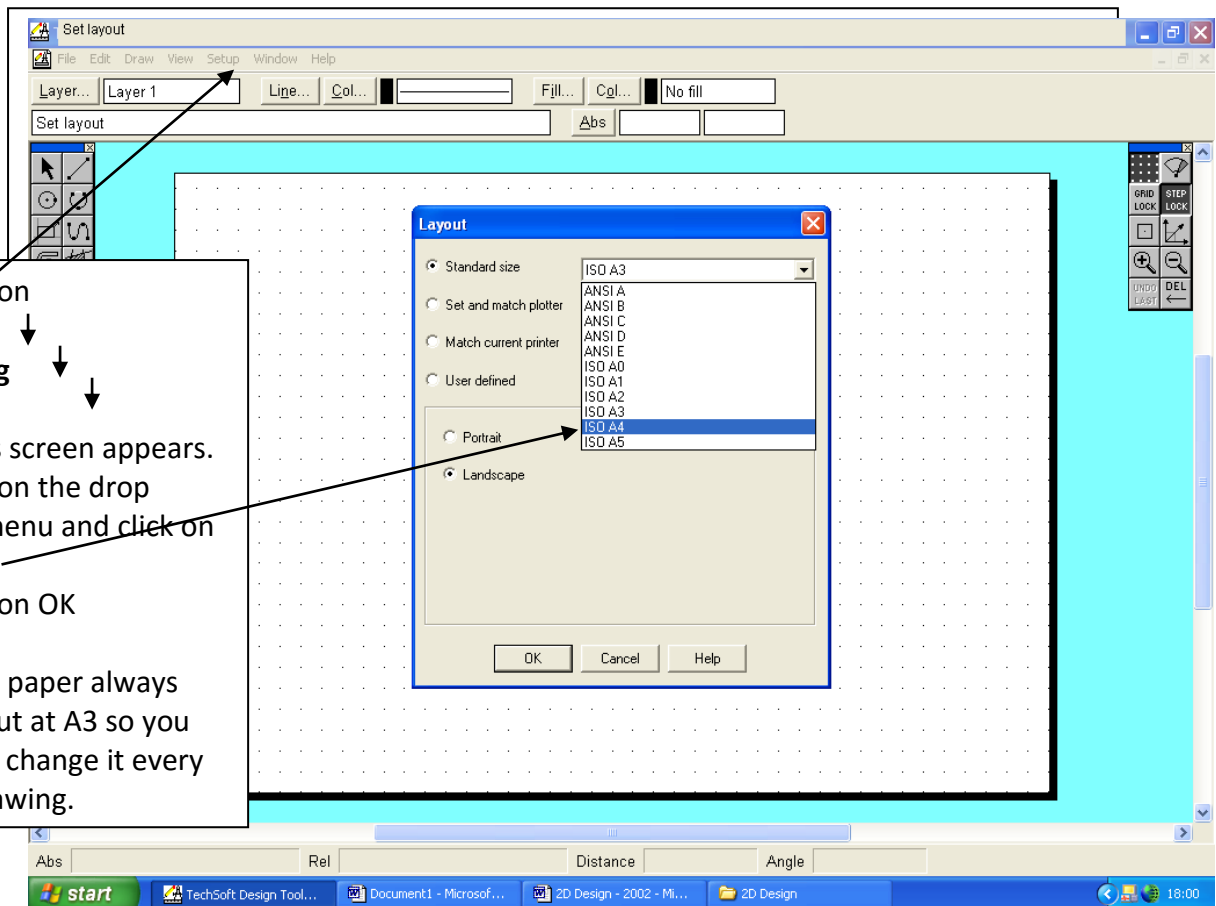 Set layout
File Edit Draw View Setup Window Help
Layer... Layer 1 Line... Col... Fill... Col... No fill
Set layout Abs
GRID LOCK STEP LOCK
UNDO LAST DEL
Layout
Standard size ISO A3
Set and match plotter
Match current printer
User defined
Portrait
Landscape
ANSI A
ANSI B
ANSI C
ANSI D
ANSI E
ISO A0
ISO A1
ISO A2
ISO A3
ISO A4
ISO A5
OK Cancel Help
on
g
s screen appears.
on the drop
enu and click on
on OK
paper always
ut at A3 so you
change it every
wing.
Abs Rel Distance Angle
start TechSoft Design Tool... Document1 - Microsof... 2D Design - 2002 - Mi... 2D Design 18:00